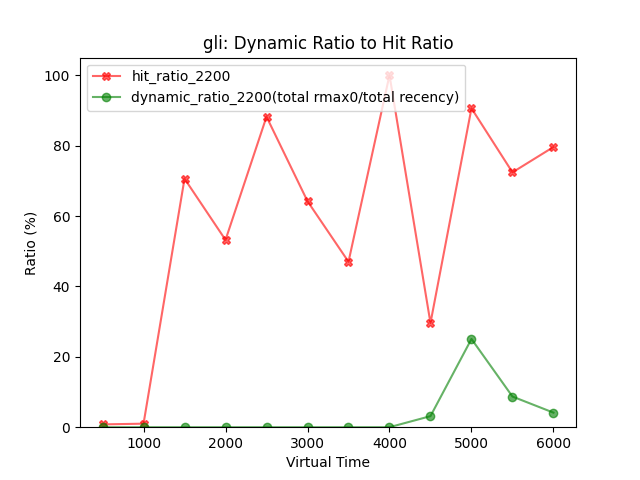 gli: Dynamic Ratio to Hit Ratio
hit_ratio_2200
dynamic_ratio_2200(total rmax0/total recency)
Ratio (%)
100
80
60
40
20
0
1000 2000 3000 4000 5000 6000
Virtual Time